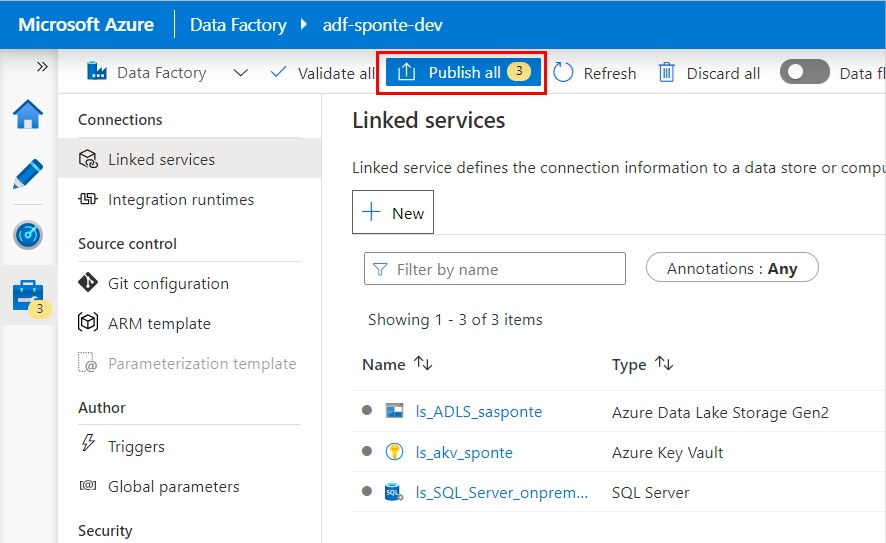 Microsoft Azure Data Factory adf-sponte-dev
Data Factory Validate all Publish all 3 Refresh Discard all Data fl
Connections
Linked services
Integration runtimes
Source control
Git configuration
ARM template
Parameterization template
Author
Triggers
Global parameters
Security
3
Linked services
Linked service defines the connection information to a data store or compu
New
Filter by name
Annotations : Any
Showing 1 - 3 of 3 items
Name Type
ls_ADLS_sasponte Azure Data Lake Storage Gen2
ls_akv_sponte Azure Key Vault
SQL ls_SQL_Server_onprem... SQL Server